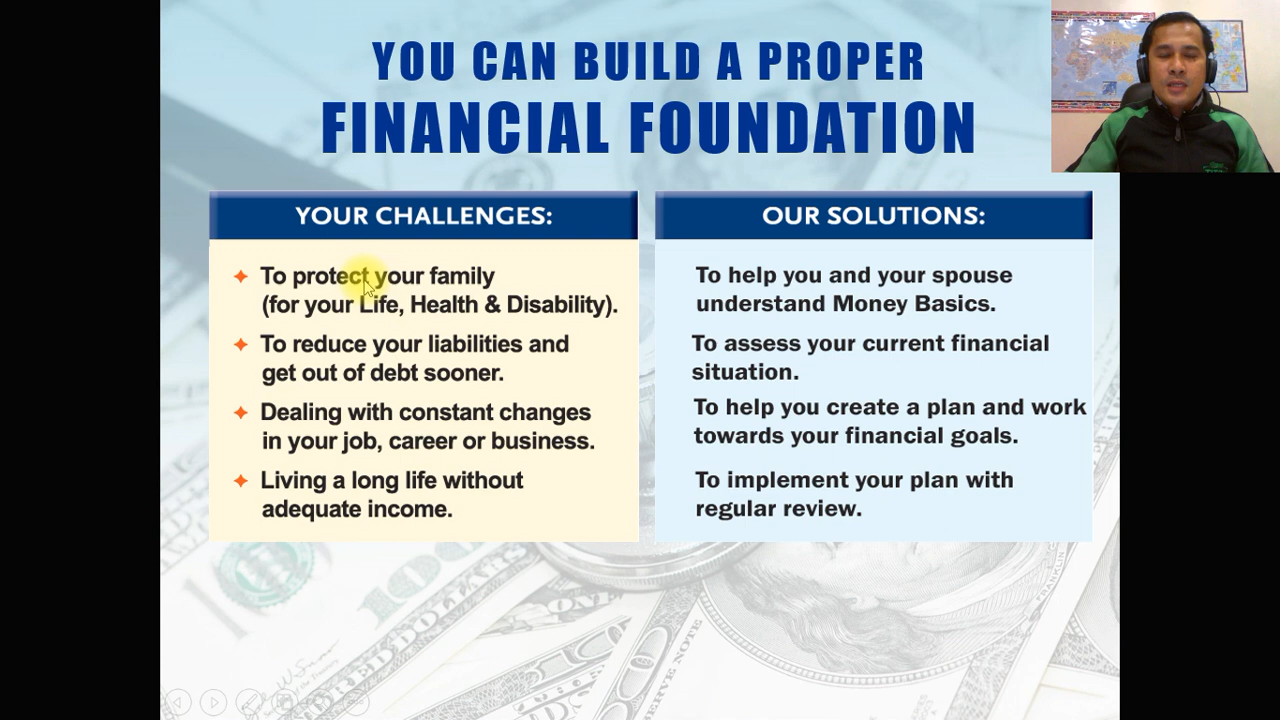 YOU CAN BUILD A PROPER
FINANCIAL FOUNDATION
YOUR CHALLENGES:
To protect your family
(for your Life, Health & Disability).
To reduce your liabilities and
get out of debt sooner.
Dealing with constant changes
in your job, career or business.
Living a long life without
adequate income.
OUR SOLUTIONS:
To help you and your spouse
understand Money Basics.
To assess your current financial
situation.
To help you create a plan and work
towards your financial goals.
To implement your plan with
regular review.
100
ONE
FRANKLIN